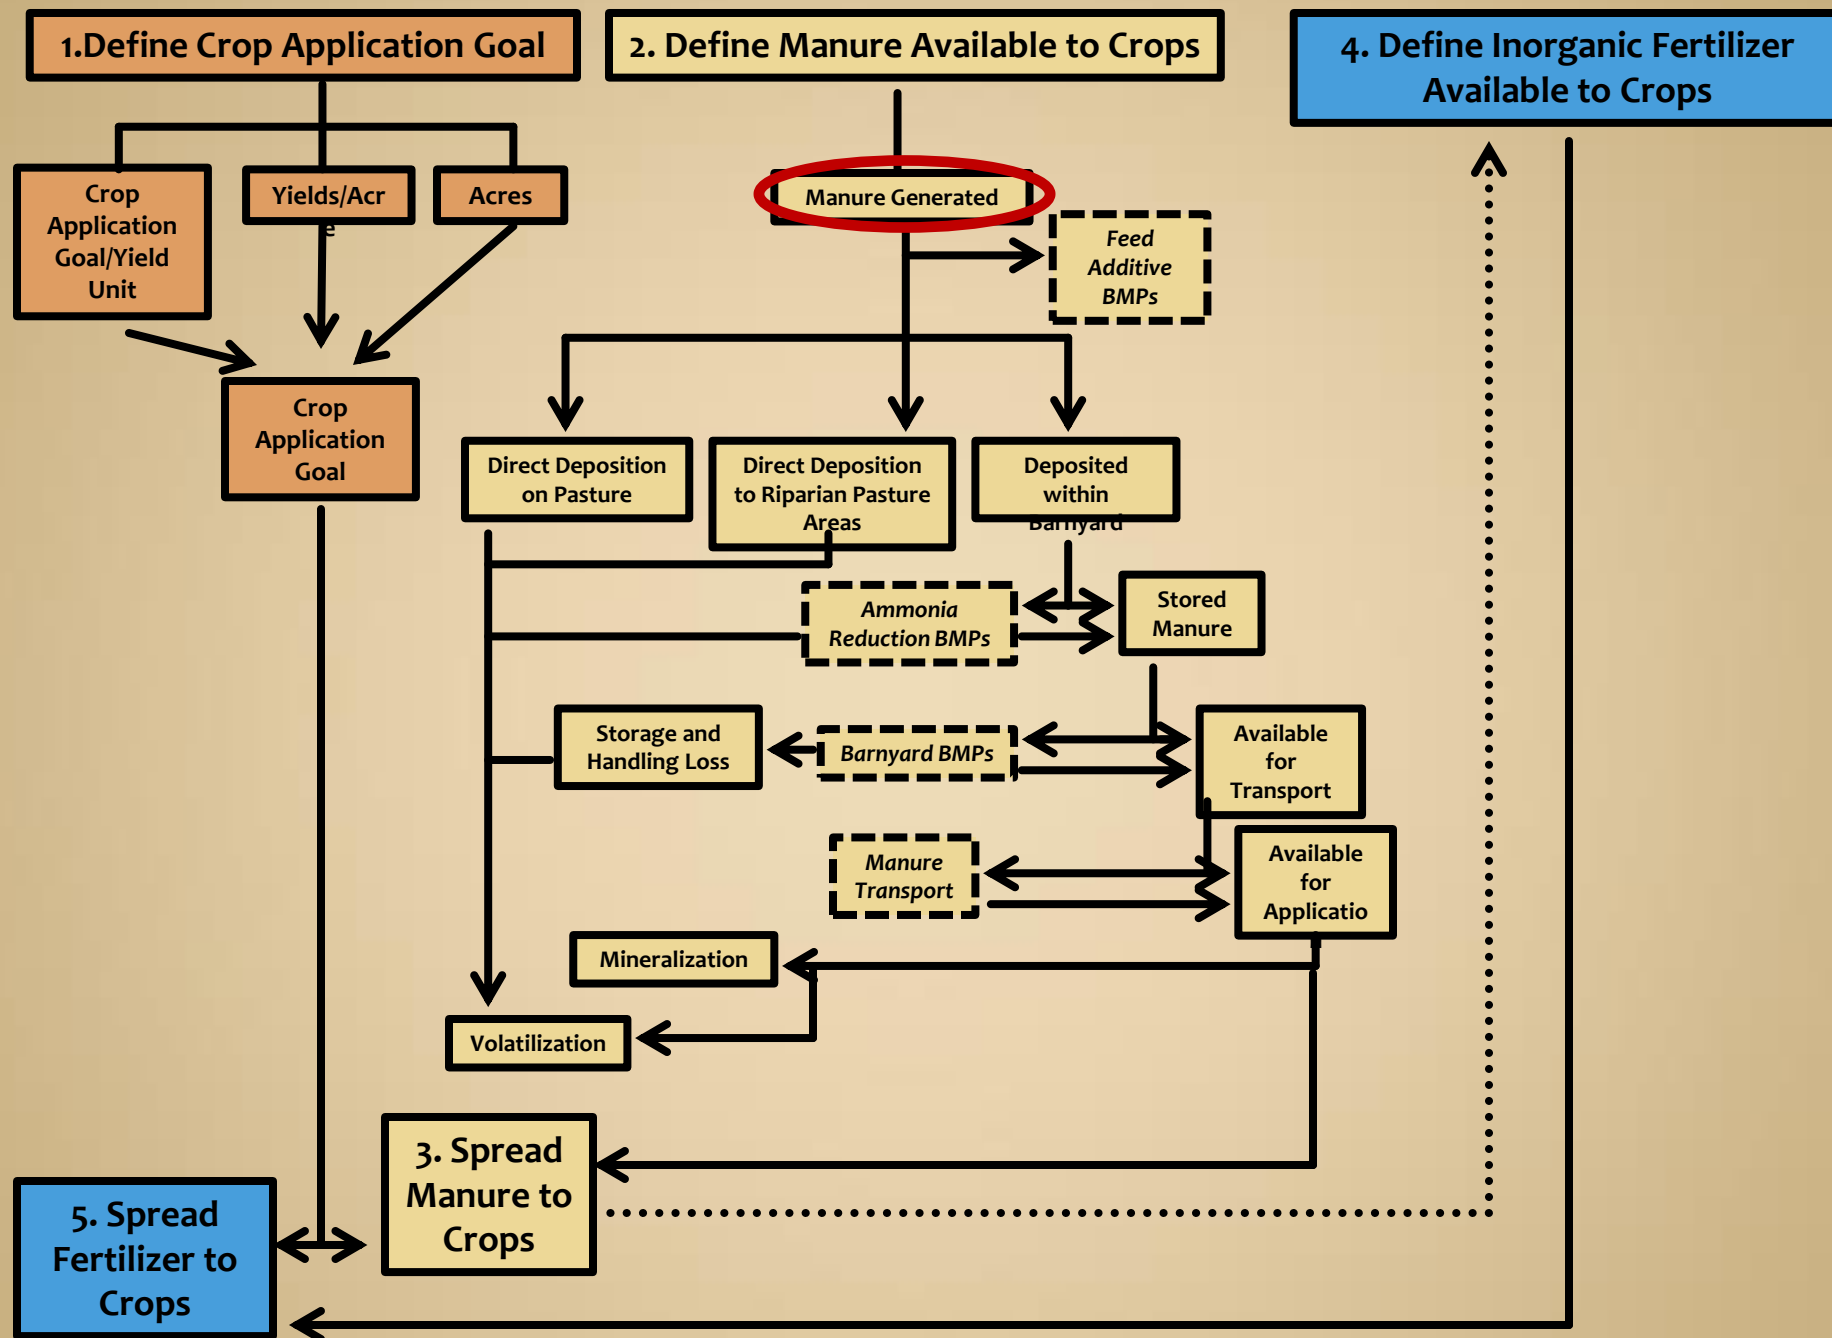 1.Define Crop Application Goal
2. Define Manure Available to Crops
4. Define Inorganic Fertilizer
Available to Crops
Crop
Application
Goal/Yield
Unit
Yields/Acr
e
Acres
Manure Generated
Feed
Additive
BMPs
Crop
Application
Goal
Direct Deposition
on Pasture
Direct Deposition
to Riparian Pasture
Areas
Deposited
within
Barnyard
Ammonia
Reduction BMPs
Stored
Manure
Storage and
Handling Loss
Barnyard BMPs
Available
for
Transport
Manure
Transport
Available
for
Applicatio
n
Mineralization
Volatilization
3. Spread
Manure to
Crops
5. Spread
Fertilizer to
Crops